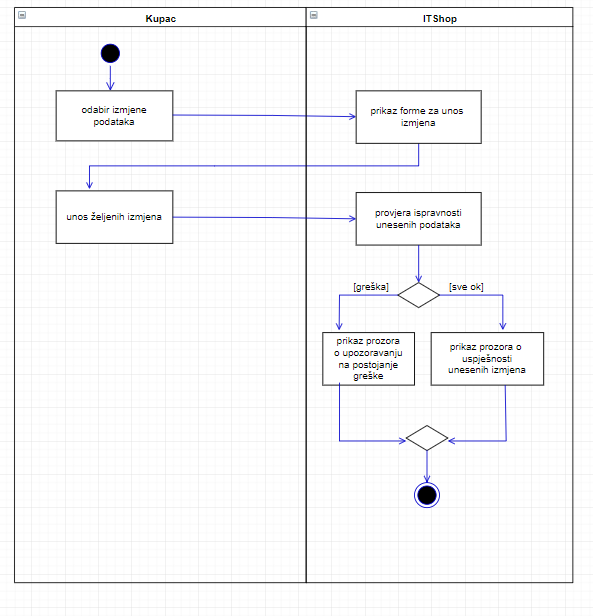 Kupac
ITShop
odabir izmjene
podataka
prikaz forme za unos
izmjena
unos željenih izmjena
provjera ispravnosti
unesenih podataka
[greška]
[sve ok]
prikaz prozora
o upozoravanju
na postojanje
greške
prikaz prozora o
uspješnosti
unesenih izmjena